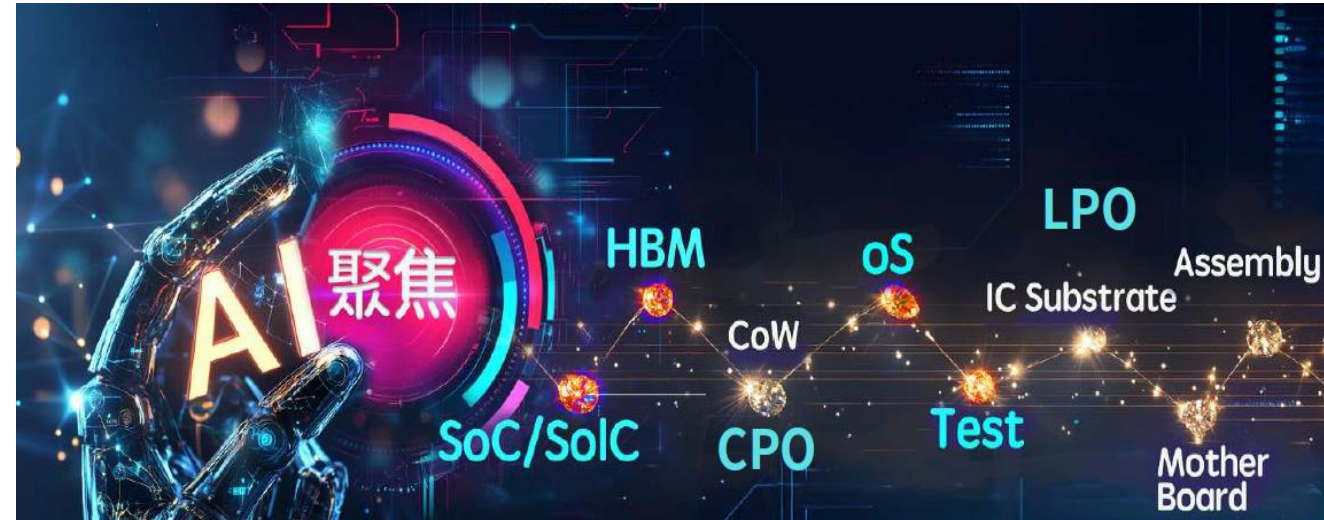 AI
聚焦
SoC/SoIC
HBM
CoW
CPO
oS
Test
LPO
IC Substrate
Mother
Board
Assembly